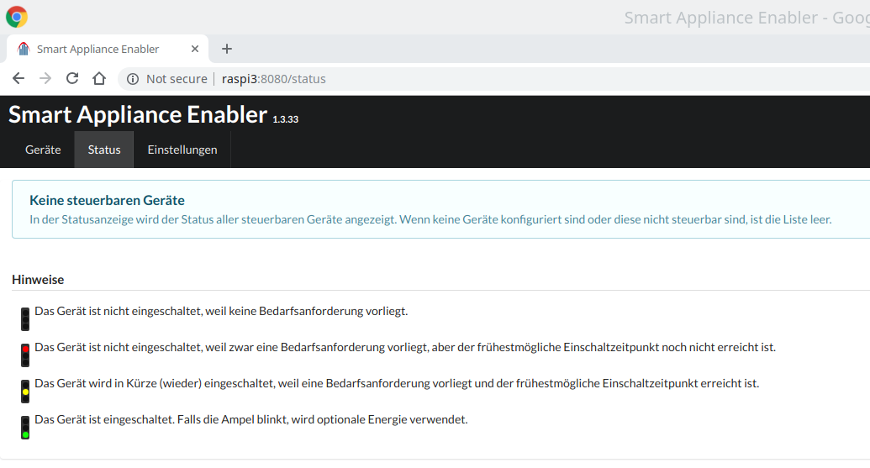 Smart Appliance Enabler - Goog
Smart Appliance Enabler
Not secure | raspi3:8080/status
Smart Appliance Enabler 1.3.33
Geräte Status Einstellungen
Keine steuerbaren Geräte
In der Statusanzeige wird der Status aller steuerbaren Geräte angezeigt. Wenn keine Geräte konfiguriert sind oder diese nicht steuerbar sind, ist die Liste leer.
Hinweise
Das Gerät ist nicht eingeschaltet, weil keine Bedarfsanforderung vorliegt.
Das Gerät ist nicht eingeschaltet, weil zwar eine Bedarfsanforderung vorliegt, aber der frühestmögliche Einschaltzeitpunkt noch nicht erreicht ist.
Das Gerät wird in Kürze (wieder) eingeschaltet, weil eine Bedarfsanforderung vorliegt und der frühestmögliche Einschaltzeitpunkt erreicht ist.
Das Gerät ist eingeschaltet. Falls die Ampel blinkt, wird optionale Energie verwendet.